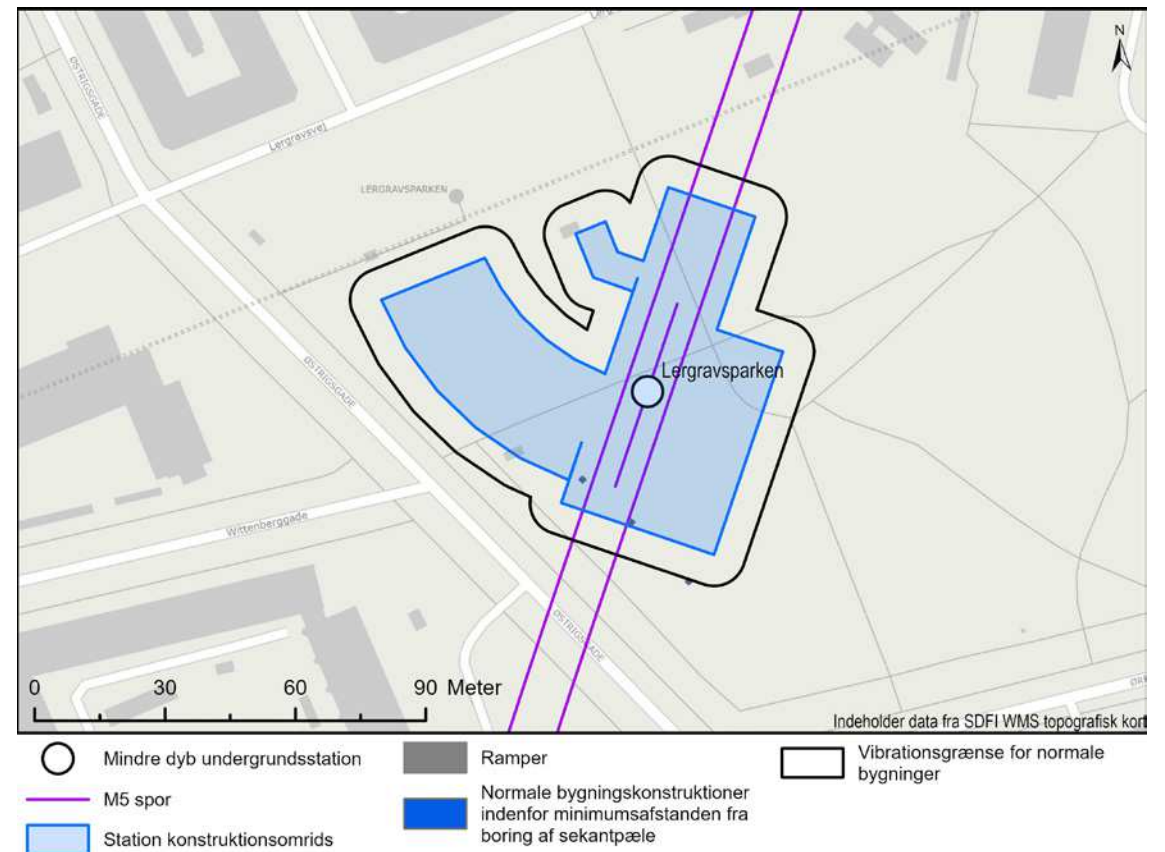 N
Lergravsvej
ØSTRIGSGADE
LERGRAVSPARKEN
Lergravsparken
ØSTRIGSGADE
Wittenberggade
ØSTRIGSGADE
0 30 60 90 Meter
Indeholder data fra SDFI WMS topografisk kort
Mindre dyb undergrundsstation
M5 spor
Station konstruktionsomrids
Ramper
Normale bygningskonstruktioner
indenfor minimumsafstanden fra
boring af sekantpæle
Vibrationsgrænse for normale
bygninger